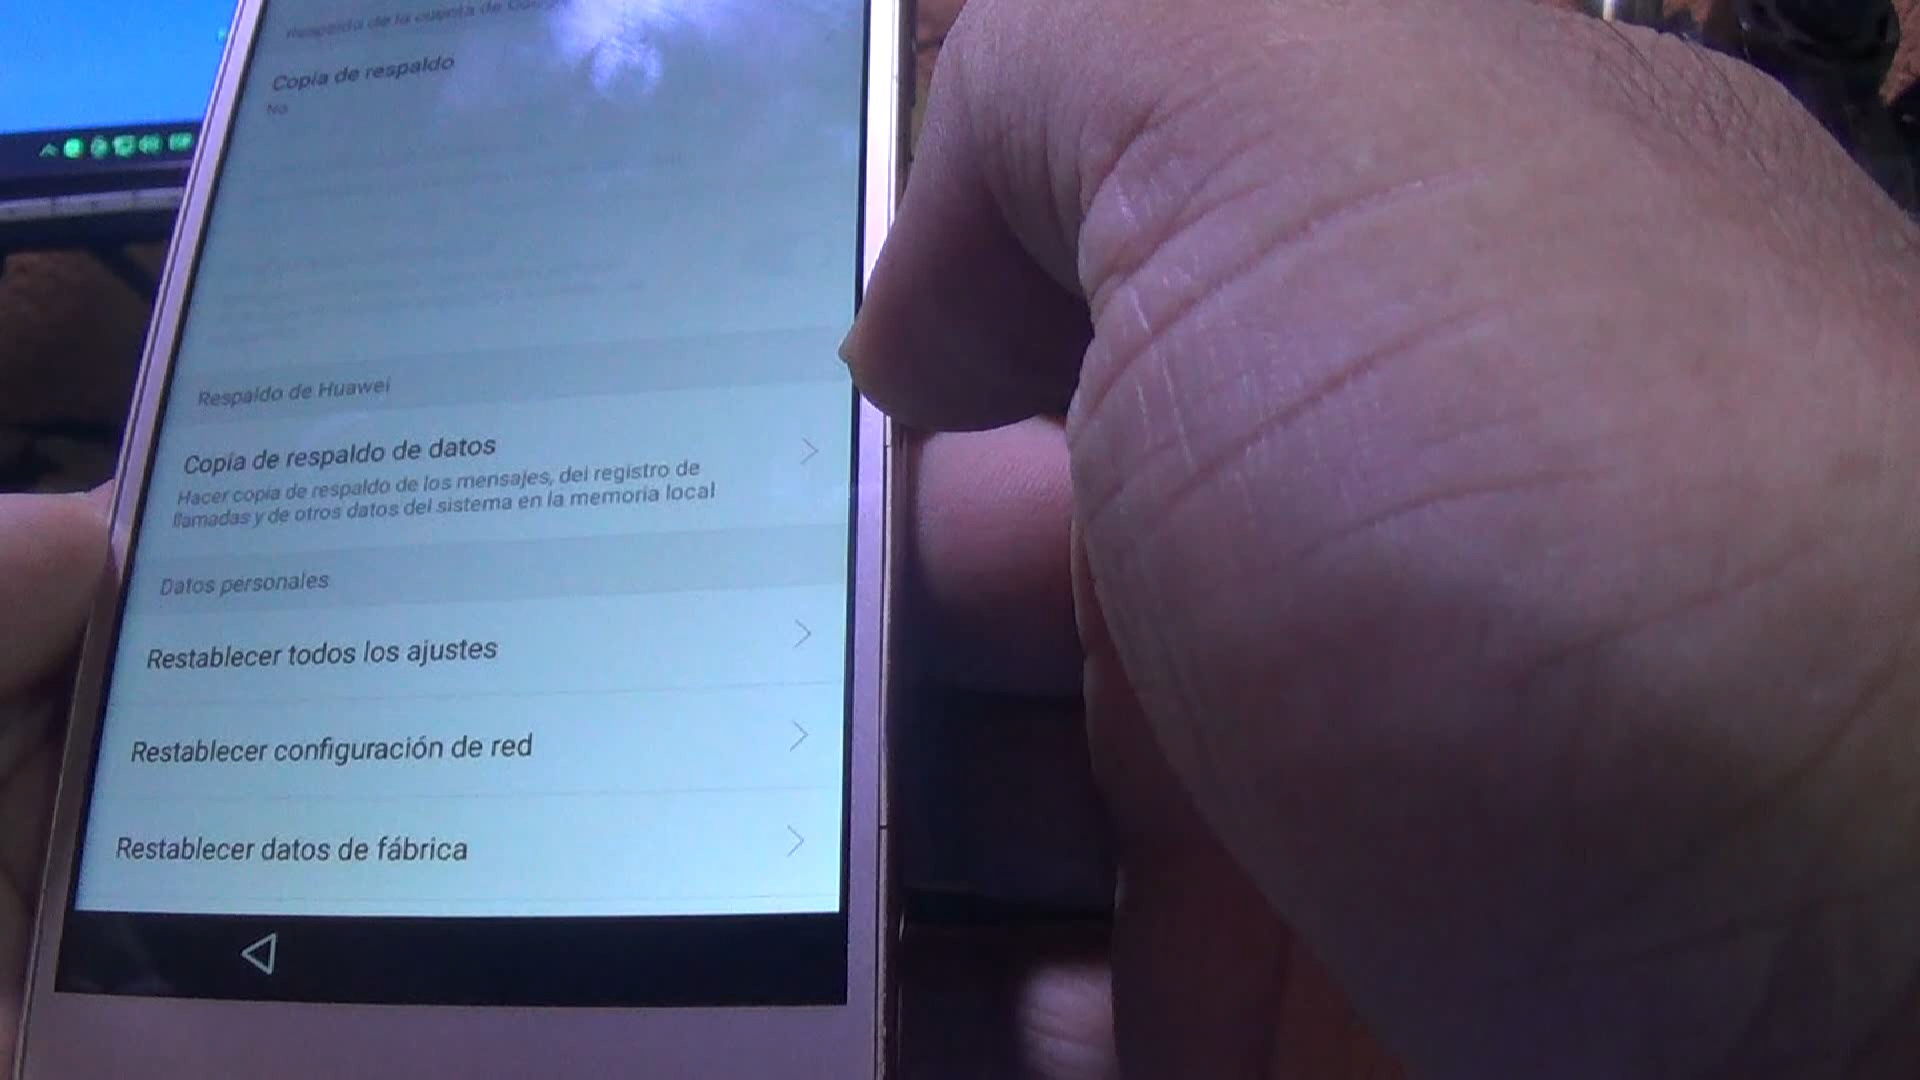 Respaldo de la cuenta de
Copia de respaldo
No
Respaldo de Huawei
Copia de respaldo de datos
Hacer copia de respaldo de los mensajes, del registro de
llamadas y de otros datos del sistema en la memoria local
Datos personales
Restablecer todos los ajustes
Restablecer configuración de red
Restablecer datos de fábrica